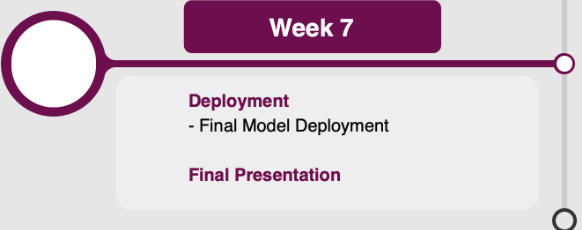 Week 7
Deployment
- Final Model Deployment
Final Presentation